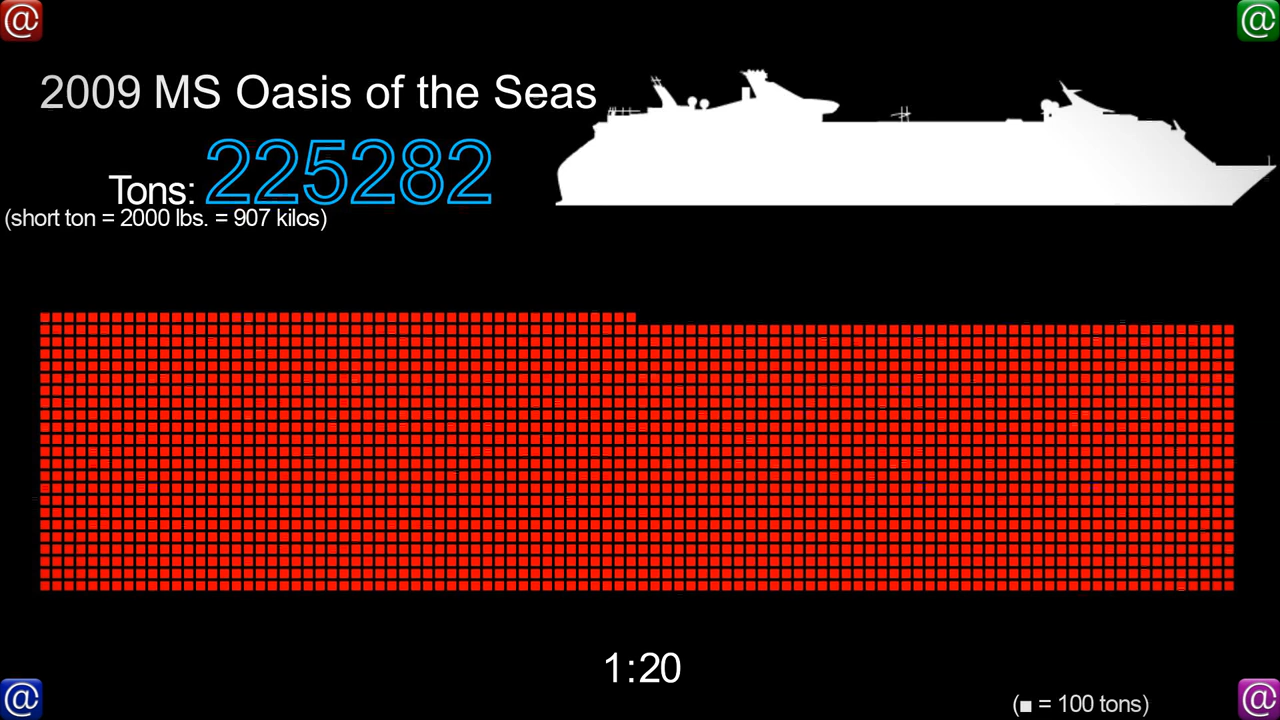 @ @
2009 MS Oasis of the Seas
Tons: 225282
(short ton = 2000 lbs. = 907 kilos)
1:20
(■ = 100 tons)
@ @